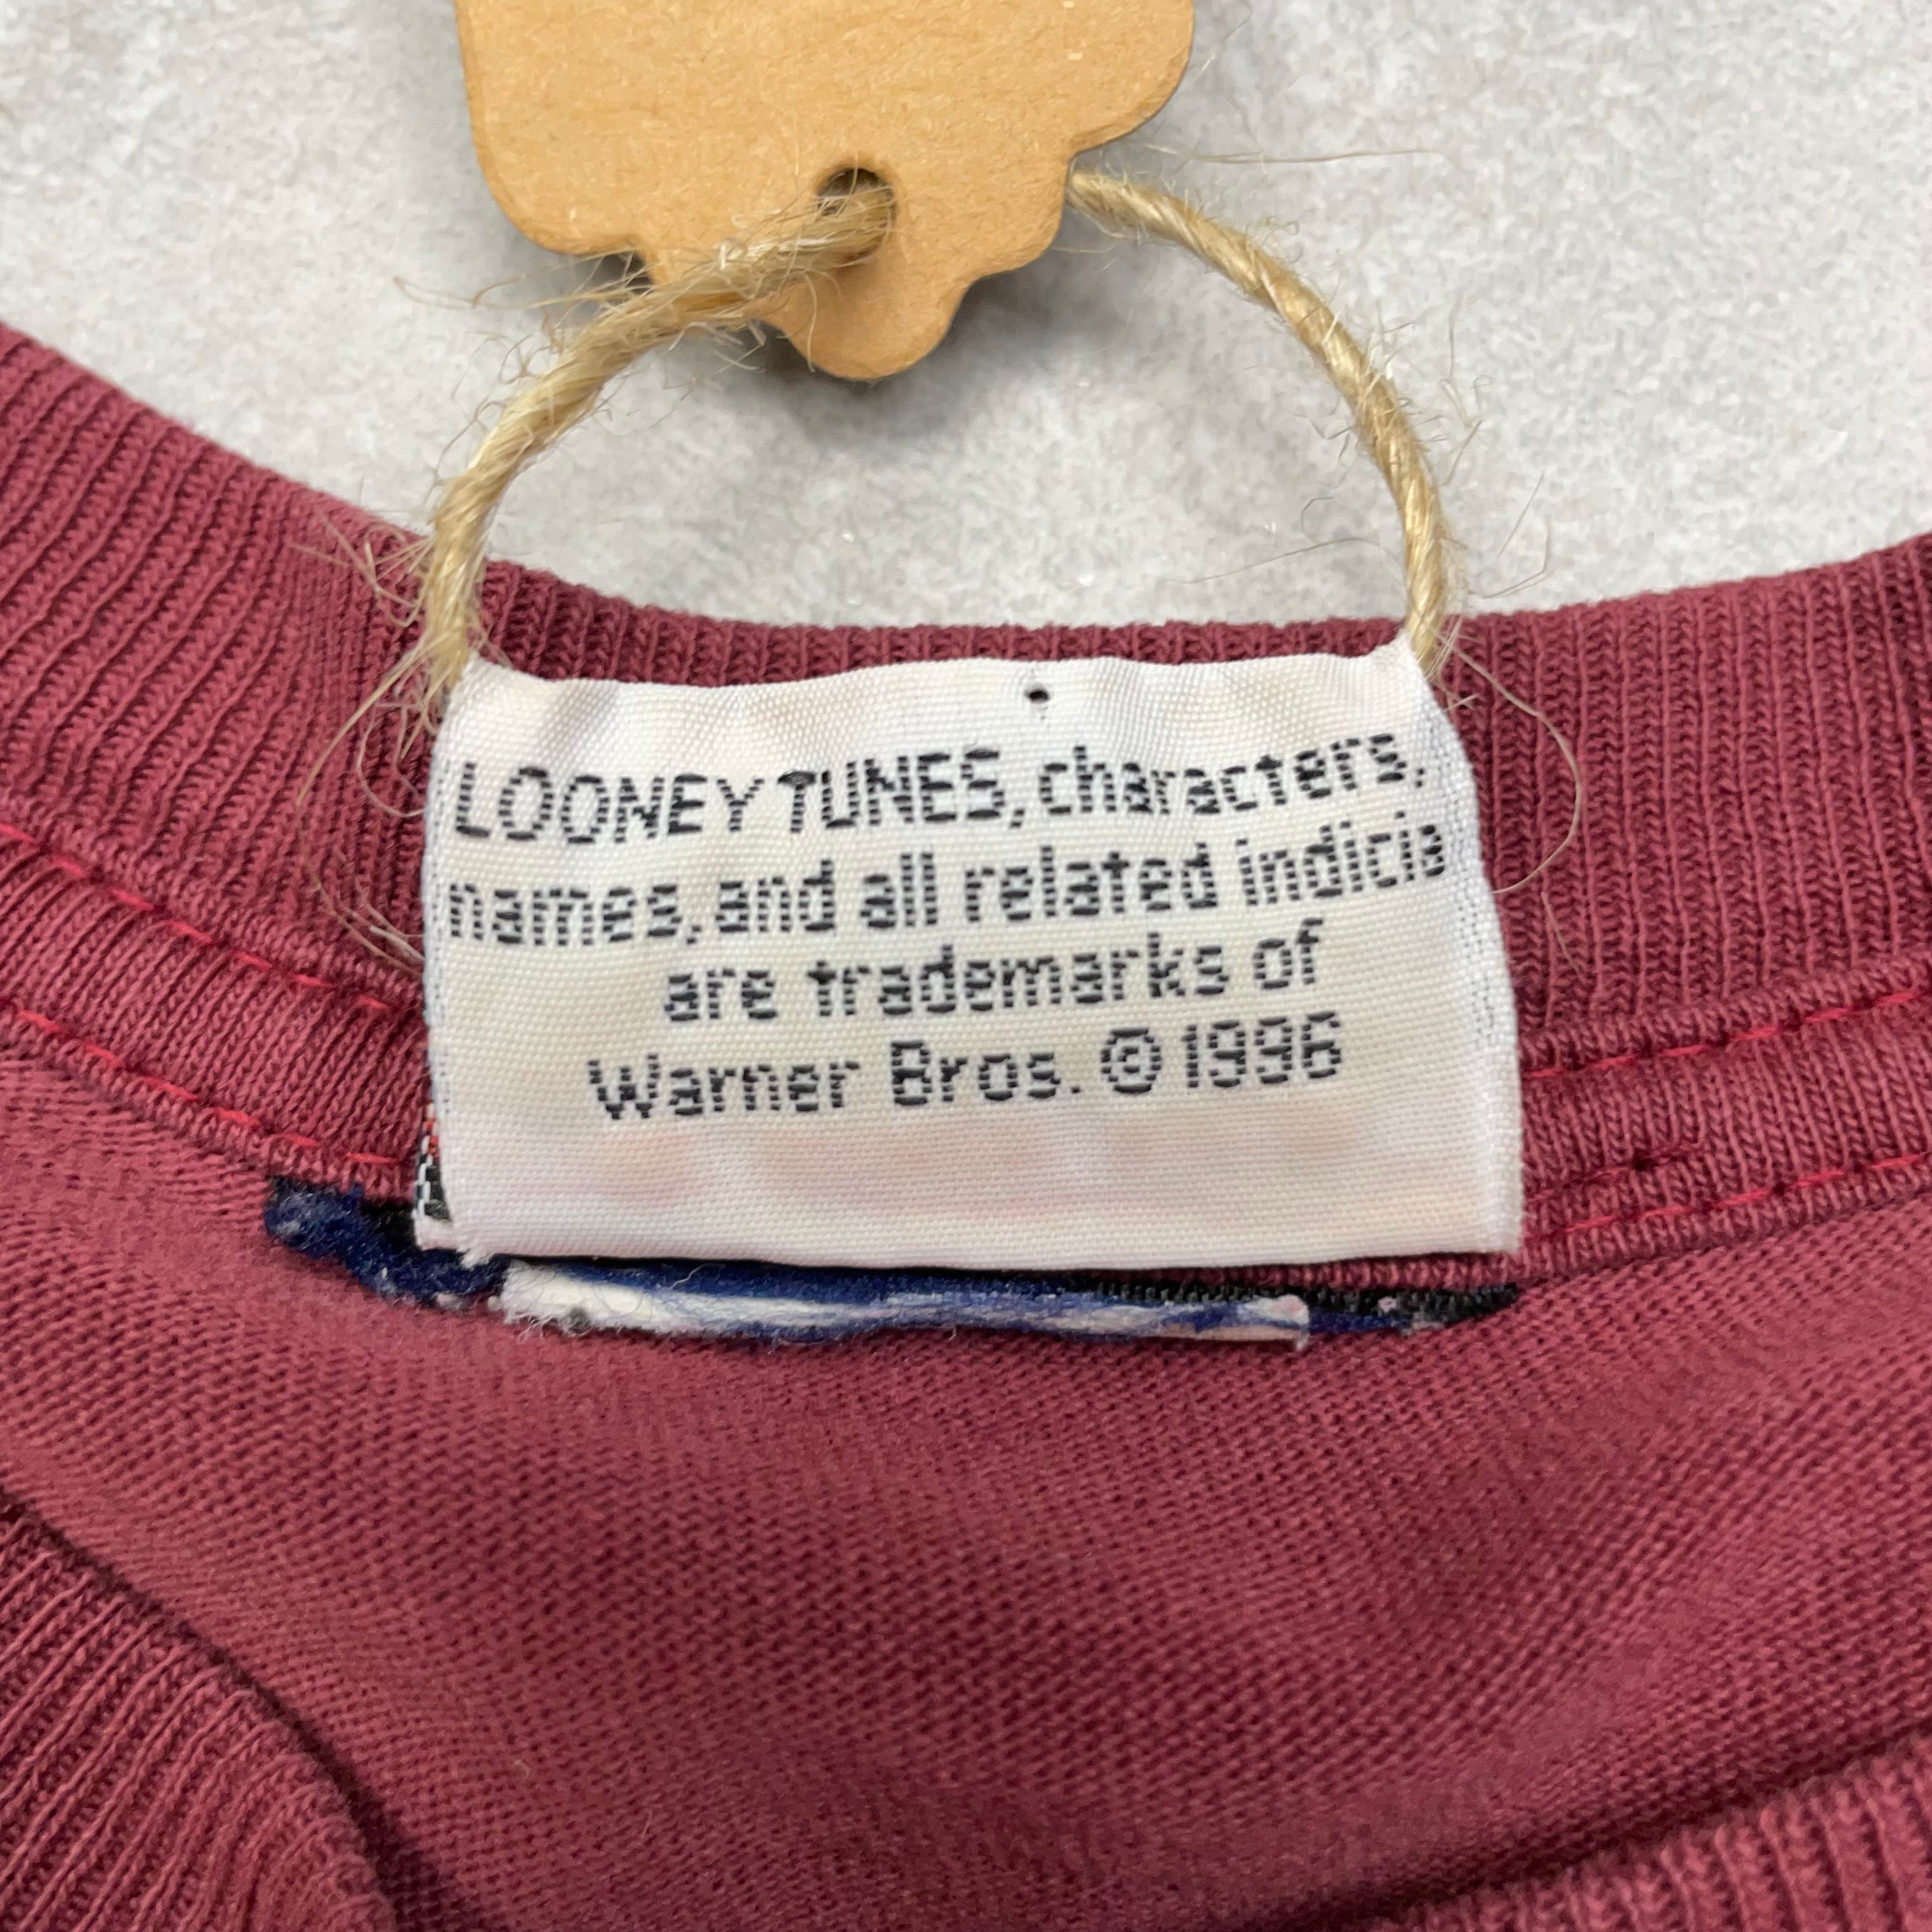 LOONEY TUNES, characters,
names, and all related indicia
are trademarks of
Warner Bros. © 1996